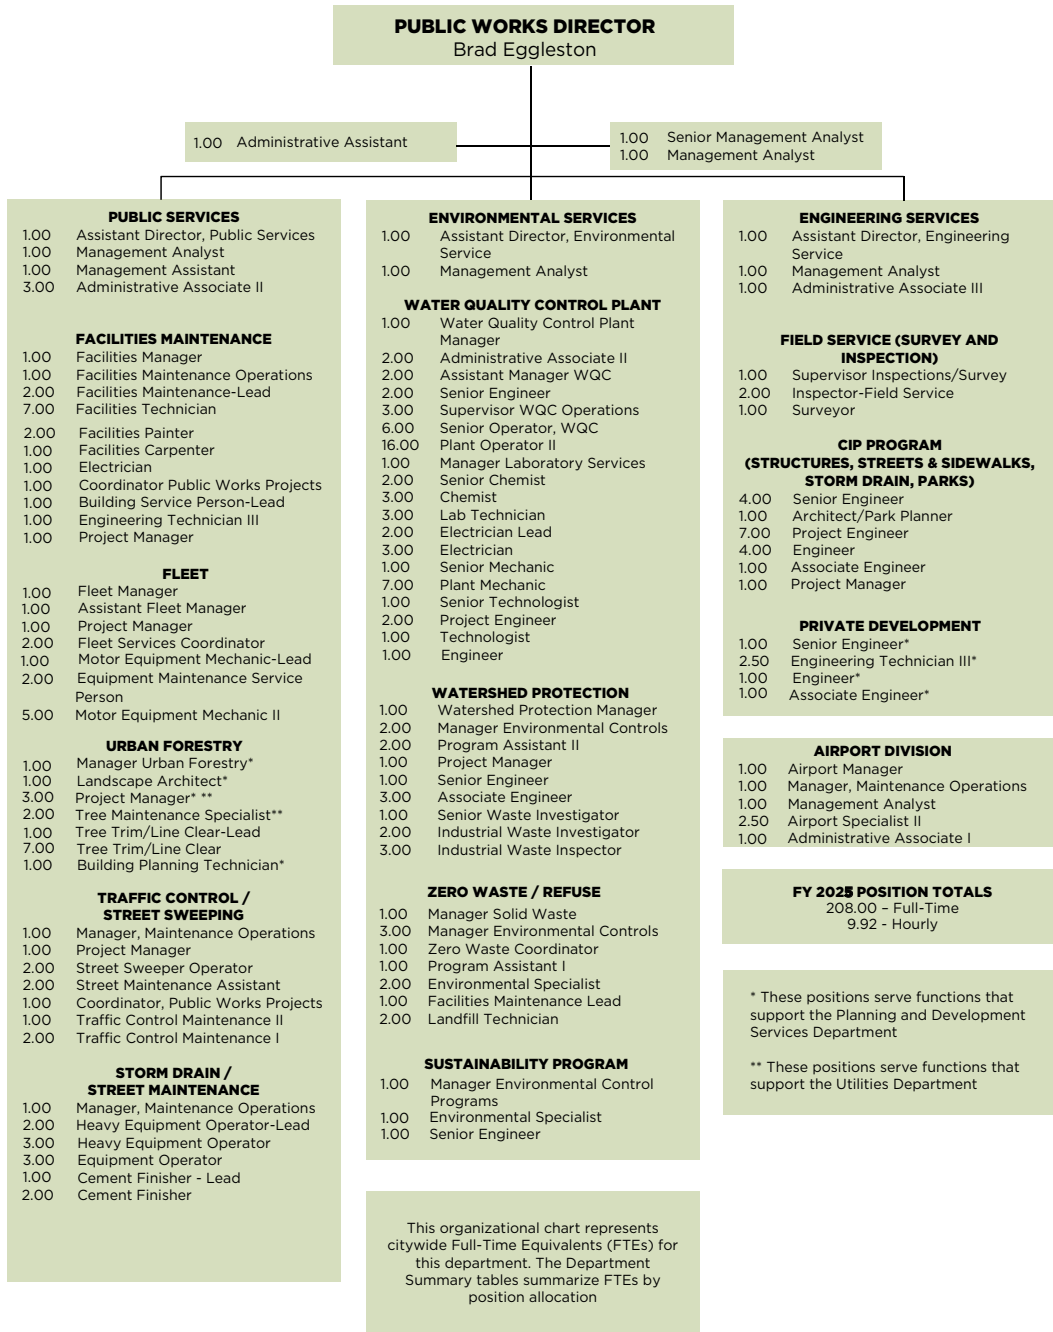 PUBLIC WORKS DIRECTOR
Brad Eggleston
1.00 Administrative Assistant
1.00 Senior Management Analyst
1.00 Management Analyst
PUBLIC SERVICES
1.00 Assistant Director, Public Services
1.00 Management Analyst
1.00 Management Assistant
3.00 Administrative Associate II
FACILITIES MAINTENANCE
1.00 Facilities Manager
1.00 Facilities Maintenance Operations
2.00 Facilities Maintenance-Lead
7.00 Facilities Technician
2.00 Facilities Painter
1.00 Facilities Carpenter
1.00 Electrician
1.00 Coordinator Public Works Projects
1.00 Building Service Person-Lead
1.00 Engineering Technician III
1.00 Project Manager
FLEET
1.00 Fleet Manager
1.00 Assistant Fleet Manager
1.00 Project Manager
2.00 Fleet Services Coordinator
1.00 Motor Equipment Mechanic-Lead
2.00 Equipment Maintenance Service
Person
5.00 Motor Equipment Mechanic II
URBAN FORESTRY
1.00 Manager Urban Forestry*
1.00 Landscape Architect*
3.00 Project Manager* **
2.00 Tree Maintenance Specialist**
1.00 Tree Trim/Line Clear-Lead
7.00 Tree Trim/Line Clear
1.00 Building Planning Technician*
TRAFFIC CONTROL /
STREET SWEEPING
1.00 Manager, Maintenance Operations
1.00 Project Manager
2.00 Street Sweeper Operator
2.00 Street Maintenance Assistant
1.00 Coordinator, Public Works Projects
1.00 Traffic Control Maintenance II
2.00 Traffic Control Maintenance I
STORM DRAIN /
STREET MAINTENANCE
1.00 Manager, Maintenance Operations
2.00 Heavy Equipment Operator-Lead
3.00 Heavy Equipment Operator
3.00 Equipment Operator
1.00 Cement Finisher - Lead
2.00 Cement Finisher
ENVIRONMENTAL SERVICES
1.00 Assistant Director, Environmental
Service
1.00 Management Analyst
WATER QUALITY CONTROL PLANT
1.00 Water Quality Control Plant
Manager
2.00 Administrative Associate II
2.00 Assistant Manager WQC
2.00 Senior Engineer
3.00 Supervisor WQC Operations
6.00 Senior Operator, WQC
16.00 Plant Operator II
1.00 Manager Laboratory Services
2.00 Senior Chemist
3.00 Chemist
3.00 Lab Technician
2.00 Electrician Lead
3.00 Electrician
1.00 Senior Mechanic
7.00 Plant Mechanic
1.00 Senior Technologist
2.00 Project Engineer
1.00 Technologist
1.00 Engineer
WATERSHED PROTECTION
1.00 Watershed Protection Manager
2.00 Manager Environmental Controls
2.00 Program Assistant II
1.00 Project Manager
1.00 Senior Engineer
3.00 Associate Engineer
1.00 Senior Waste Investigator
2.00 Industrial Waste Investigator
3.00 Industrial Waste Inspector
ZERO WASTE / REFUSE
1.00 Manager Solid Waste
3.00 Manager Environmental Controls
1.00 Zero Waste Coordinator
1.00 Program Assistant I
2.00 Environmental Specialist
1.00 Facilities Maintenance Lead
2.00 Landfill Technician
SUSTAINABILITY PROGRAM
1.00 Manager Environmental Control
Programs
1.00 Environmental Specialist
1.00 Senior Engineer
This organizational chart represents
citywide Full-Time Equivalents (FTEs) for
this department. The Department
Summary tables summarize FTEs by
position allocation
ENGINEERING SERVICES
1.00 Assistant Director, Engineering
Service
1.00 Management Analyst
1.00 Administrative Associate III
FIELD SERVICE (SURVEY AND
INSPECTION)
1.00 Supervisor Inspections/Survey
2.00 Inspector-Field Service
1.00 Surveyor
CIP PROGRAM
(STRUCTURES, STREETS & SIDEWALKS,
STORM DRAIN, PARKS)
4.00 Senior Engineer
1.00 Architect/Park Planner
7.00 Project Engineer
4.00 Engineer
1.00 Associate Engineer
1.00 Project Manager
PRIVATE DEVELOPMENT
1.00 Senior Engineer*
2.50 Engineering Technician III*
1.00 Engineer*
1.00 Associate Engineer*
AIRPORT DIVISION
1.00 Airport Manager
1.00 Manager, Maintenance Operations
1.00 Management Analyst
2.50 Airport Specialist II
1.00 Administrative Associate I
FY POSITION TOTALS
208.00 – Full-Time
9.92 - Hourly
* These positions serve functions that
support the Planning and Development
Services Department
** These positions serve functions that
support the Utilities Department